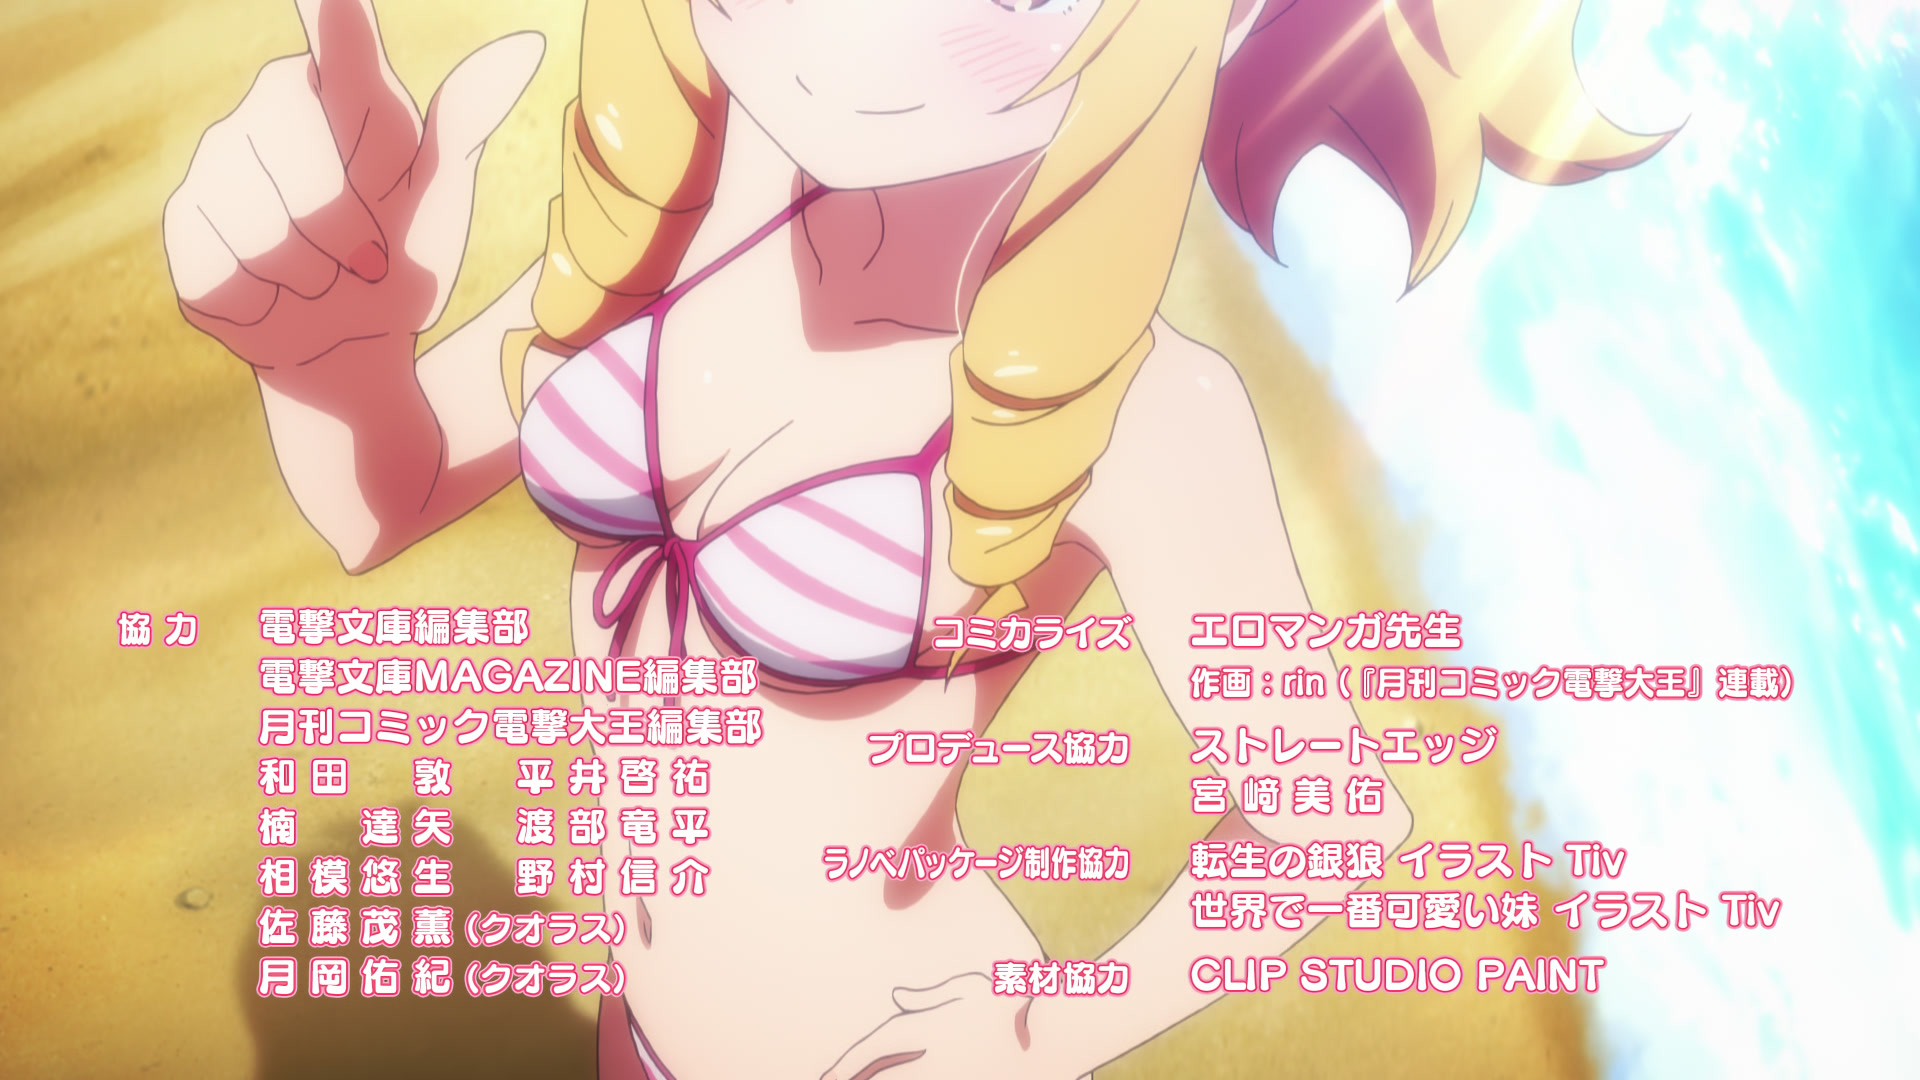 協力 電撃文庫編集部
電撃文庫MAGAZINE編集部
月刊コミック電撃大王編集部
和田 敦 平井啓祐
楠 達矢 渡部竜平
相模悠生 野村信介
佐藤茂薫(クオラス)
月岡佑紀(クオラス)
コミカライズ エロマンガ先生
作画:rin(『月刊コミック電撃大王』連載)
プロデュース協力 ストレートエッジ
宮﨑美佑
ラノベパッケージ制作協力 転生の銀狼 イラスト Tiv
世界で一番可愛い妹 イラスト Tiv
素材協力 CLIP STUDIO PAINT